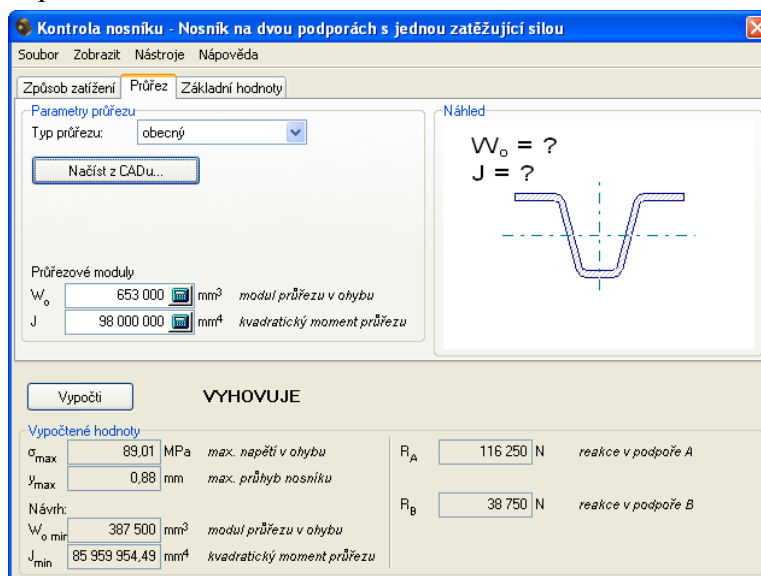 Kontrola nosníku - Nosník na dvou podporách s jednou zatěžující silou
Soubor Zobrazit Nástroje Nápověda
Způsob zatížení Průřez Základní hodnoty
Parametry průřezu
Typ průřezu: obecný
Načíst z CADu...
Průřezové moduly
Wo 653 000 mm3 modul průřezu v ohybu
J 98 000 000 mm4 kvadratický moment průřezu
Náhled
Wo = ?
J = ?
Vypočti VYHOVUJE
Vypočtené hodnoty
σmax 89,01 MPa max. napětí v ohybu
ymax 0,88 mm max. průhyb nosníku
Návrh:
Wo min 387 500 mm3 modul průřezu v ohybu
Jmin 85 959 954,49 mm4 kvadratický moment průřezu
RA 116 250 N reakce v podpoře A
RB 38 750 N reakce v podpoře B